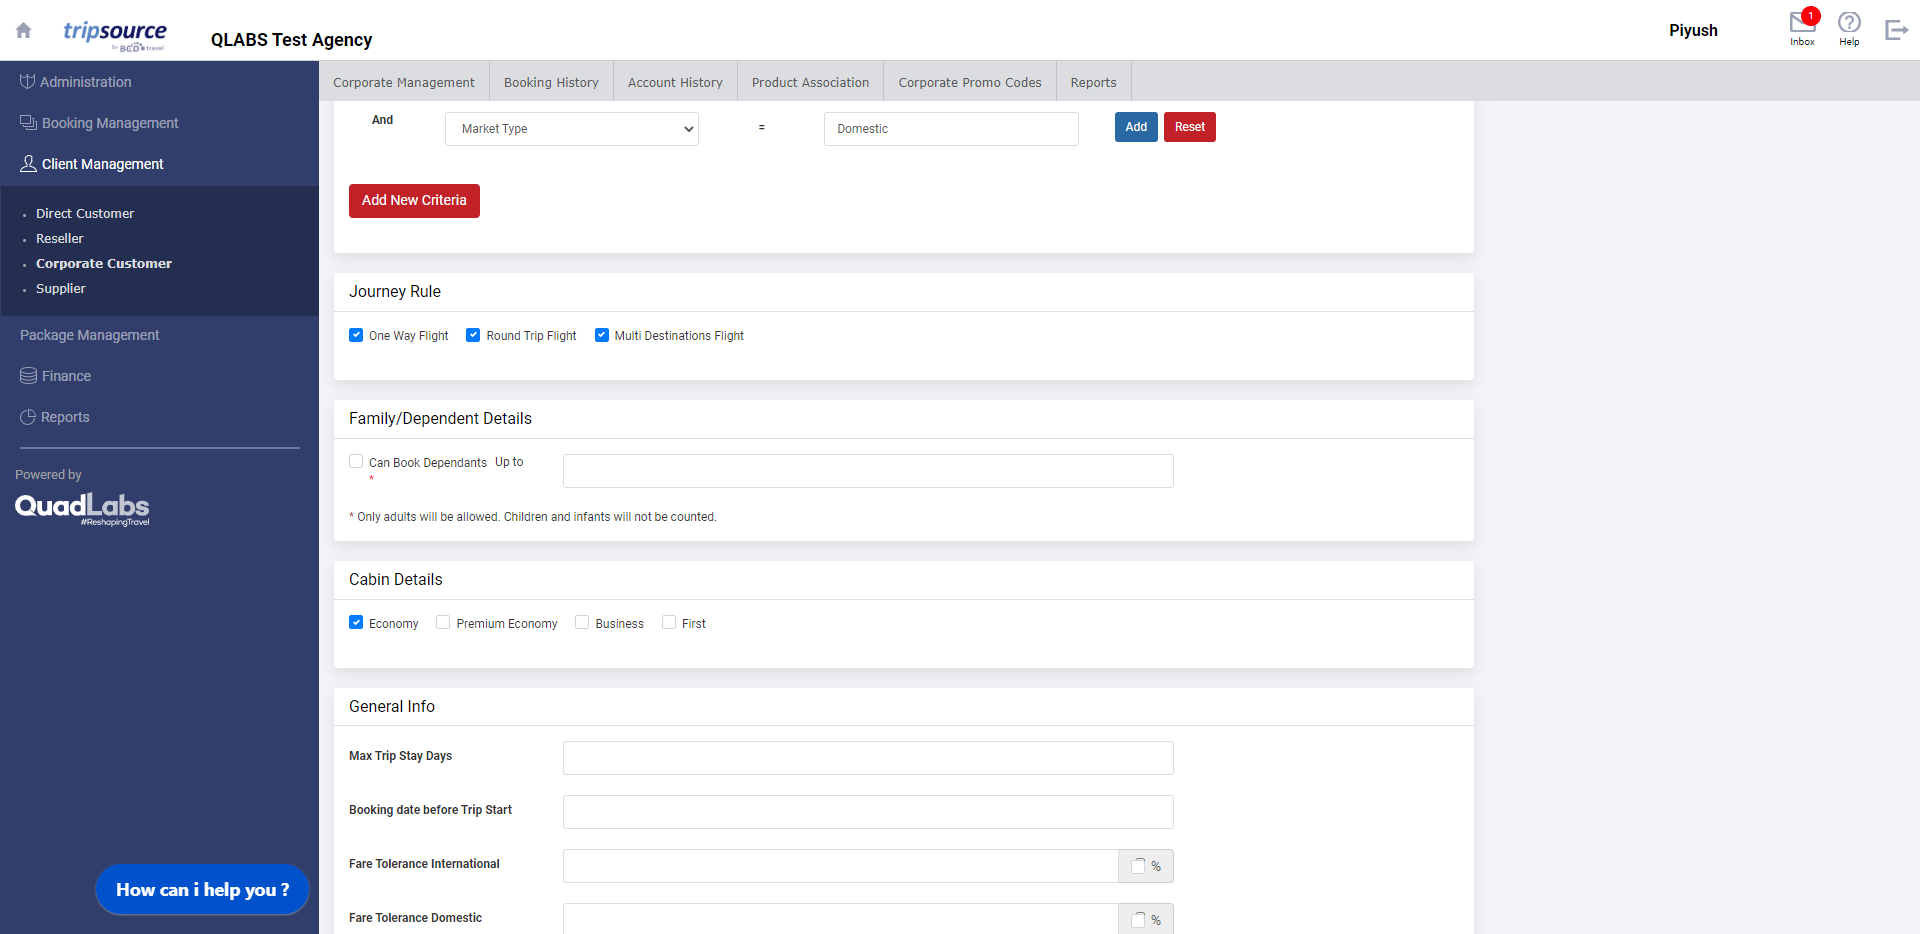 tripsource
by BCD travel
QLABS Test Agency
Piyush
1
Inbox
Help
Administration
Booking Management
Client Management
Direct Customer
Reseller
Corporate Customer
Supplier
Package Management
Finance
Reports
Powered by
QuadLabs
#ReshapingTravel
How can i help you ?
Corporate Management
Booking History
Account History
Product Association
Corporate Promo Codes
Reports
And
Market Type
=
Domestic
Add
Reset
Add New Criteria
Journey Rule
One Way Flight
Round Trip Flight
Multi Destinations Flight
Family/Dependent Details
Can Book Dependants Up to
*
* Only adults will be allowed. Children and infants will not be counted.
Cabin Details
Economy
Premium Economy
Business
First
General Info
Max Trip Stay Days
Booking date before Trip Start
Fare Tolerance International
%
Fare Tolerance Domestic
%